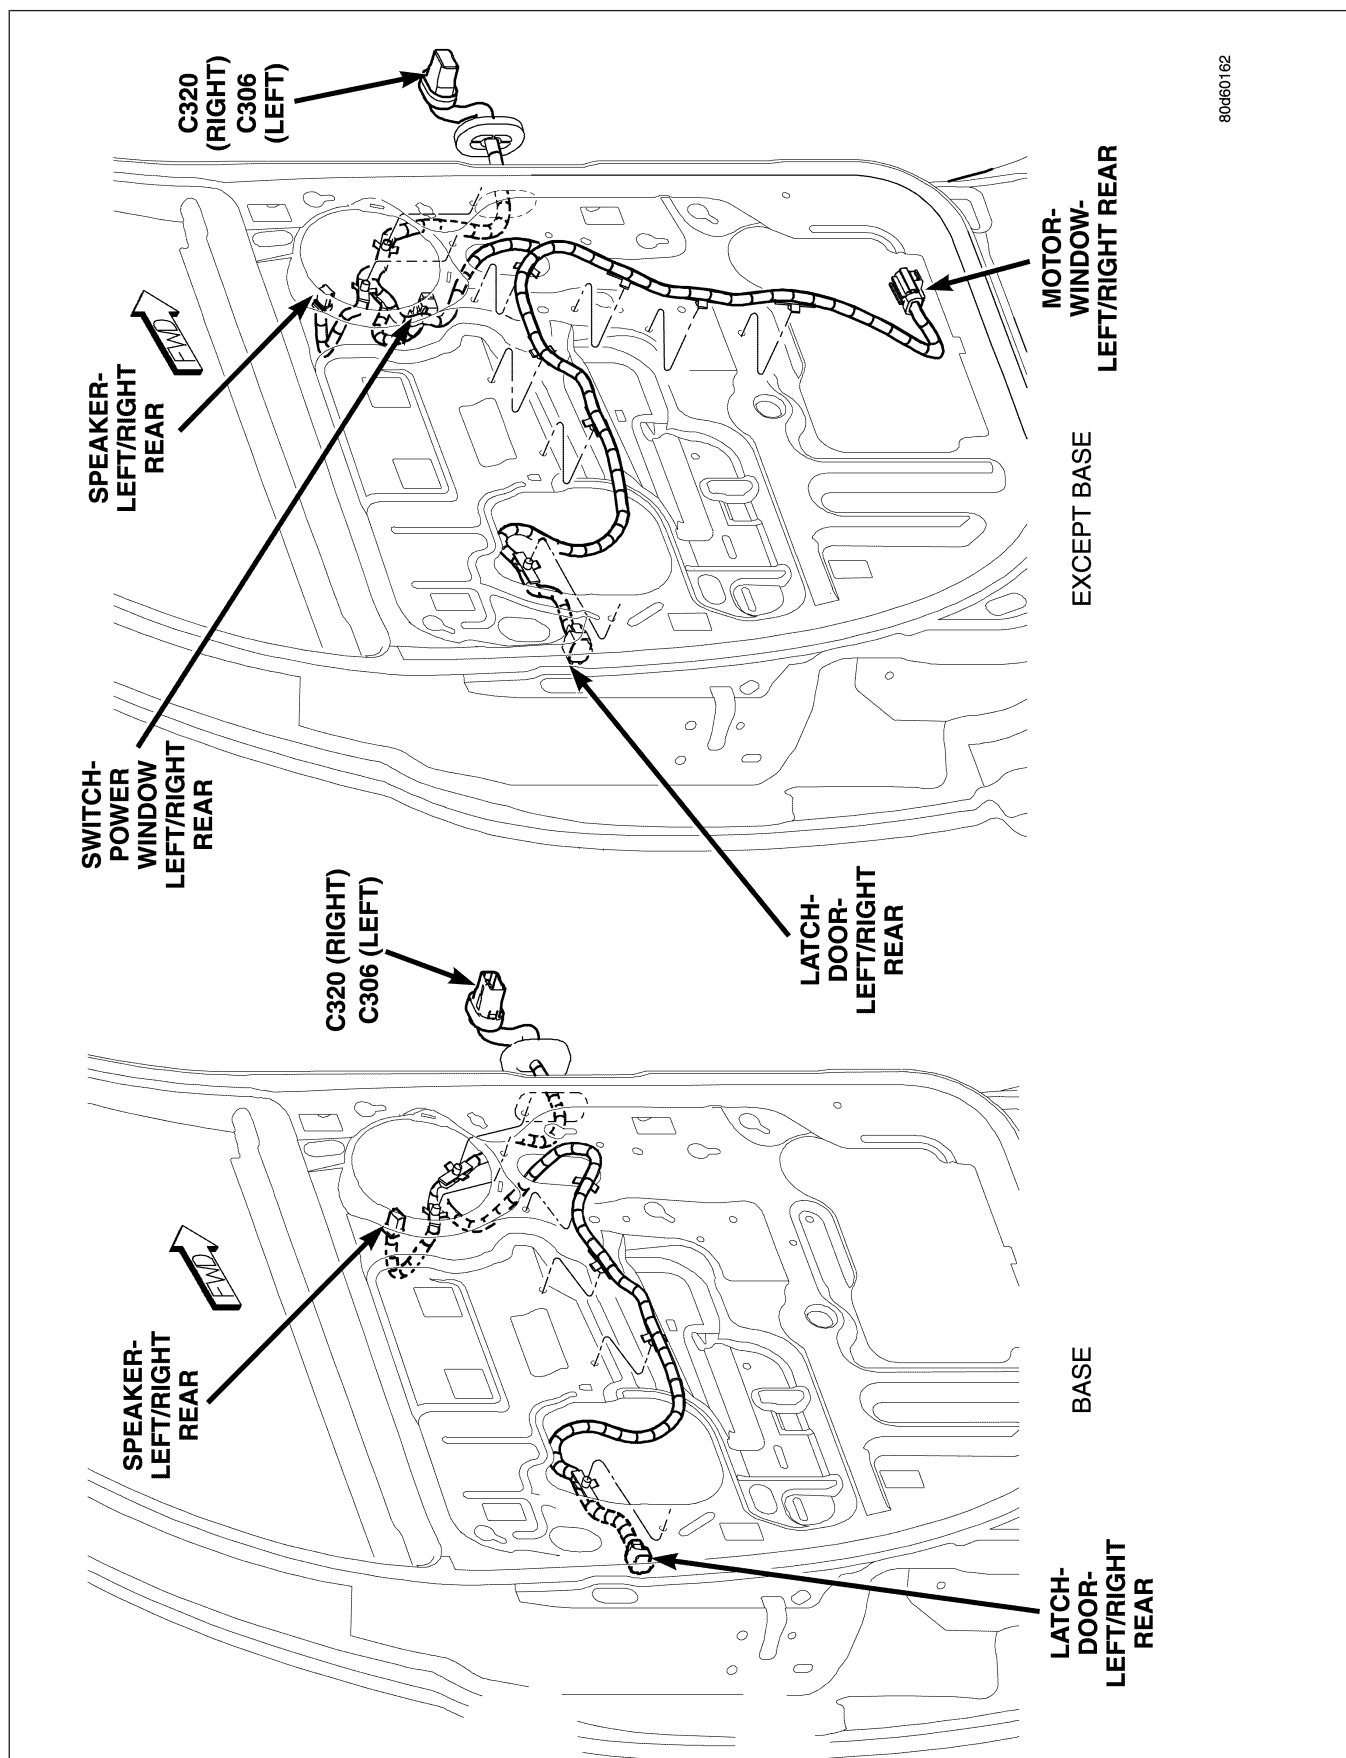 C320
(RIGHT)
C306
(LEFT)
FWD
SPEAKER-
LEFT/RIGHT
REAR
SWITCH-
POWER
WINDOW
LEFT/RIGHT
REAR
MOTOR-
WINDOW-
LEFT/RIGHT REAR
LATCH-
DOOR-
LEFT/RIGHT
REAR
EXCEPT BASE
C320 (RIGHT)
C306 (LEFT)
FWD
SPEAKER-
LEFT/RIGHT
REAR
LATCH-
DOOR-
LEFT/RIGHT
REAR
BASE
80d60162